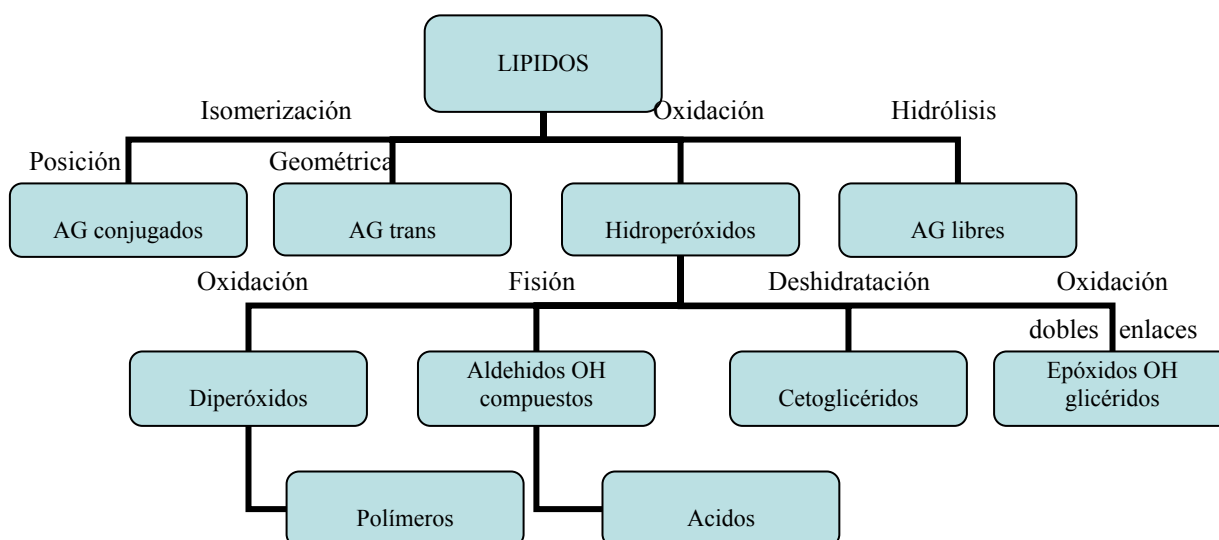 LIPIDOS
Isomerización
Oxidación
Hidrólisis
Posición
Geométrica
AG conjugados
AG trans
Hidroperóxidos
AG libres
Oxidación
Fisión
Deshidratación
Oxidación
dobles enlaces
Diperóxidos
Aldehidos OH
compuestos
Cetoglicéridos
Epóxidos OH
glicéridos
Polímeros
Acidos